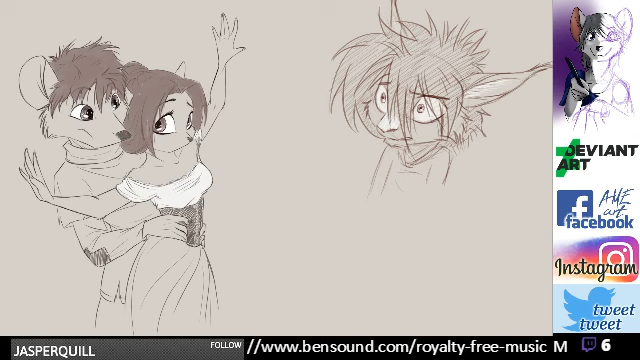 DEVIANT
ART
AHE
art
facebook
Instagram
tweet
tweet
JASPERQUILL
FOLLOW
//www.bensound.com/royalty-free-music M
6